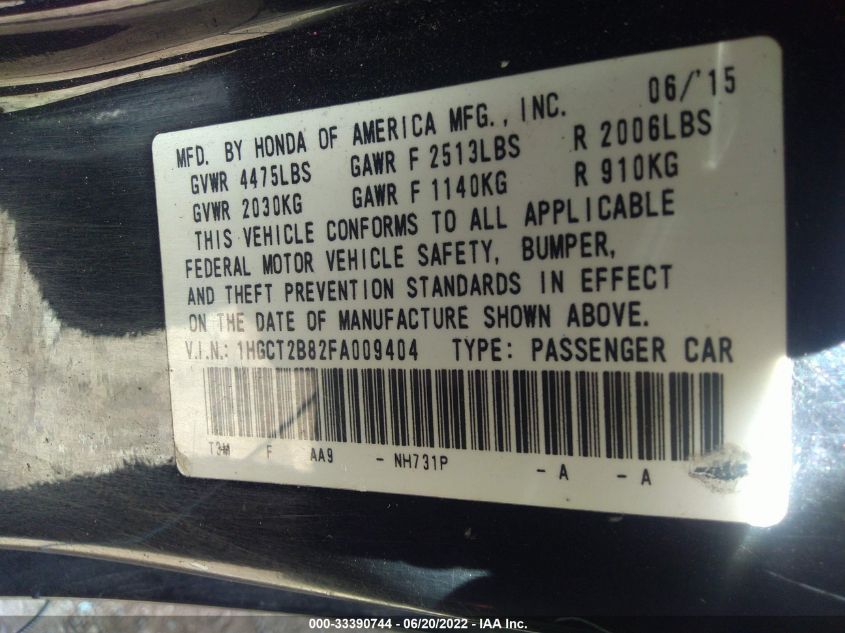 MFD. BY HONDA OF AMERICA MFG., INC. 06/'15
GVWR 4475LBS GAWR F 2513LBS R 2006LBS
GVWR 2030KG GAWR F 1140KG R 910KG
THIS VEHICLE CONFORMS TO ALL APPLICABLE
FEDERAL MOTOR VEHICLE SAFETY, BUMPER,
AND THEFT PREVENTION STANDARDS IN EFFECT
ON THE DATE OF MANUFACTURE SHOWN ABOVE.
V.I.N.: 1HGCT2B82FA009404 TYPE: PASSENGER CAR
T3M F AA9 - NH731P - A - A
000-33390744 - 06/20/2022 - IAA Inc.